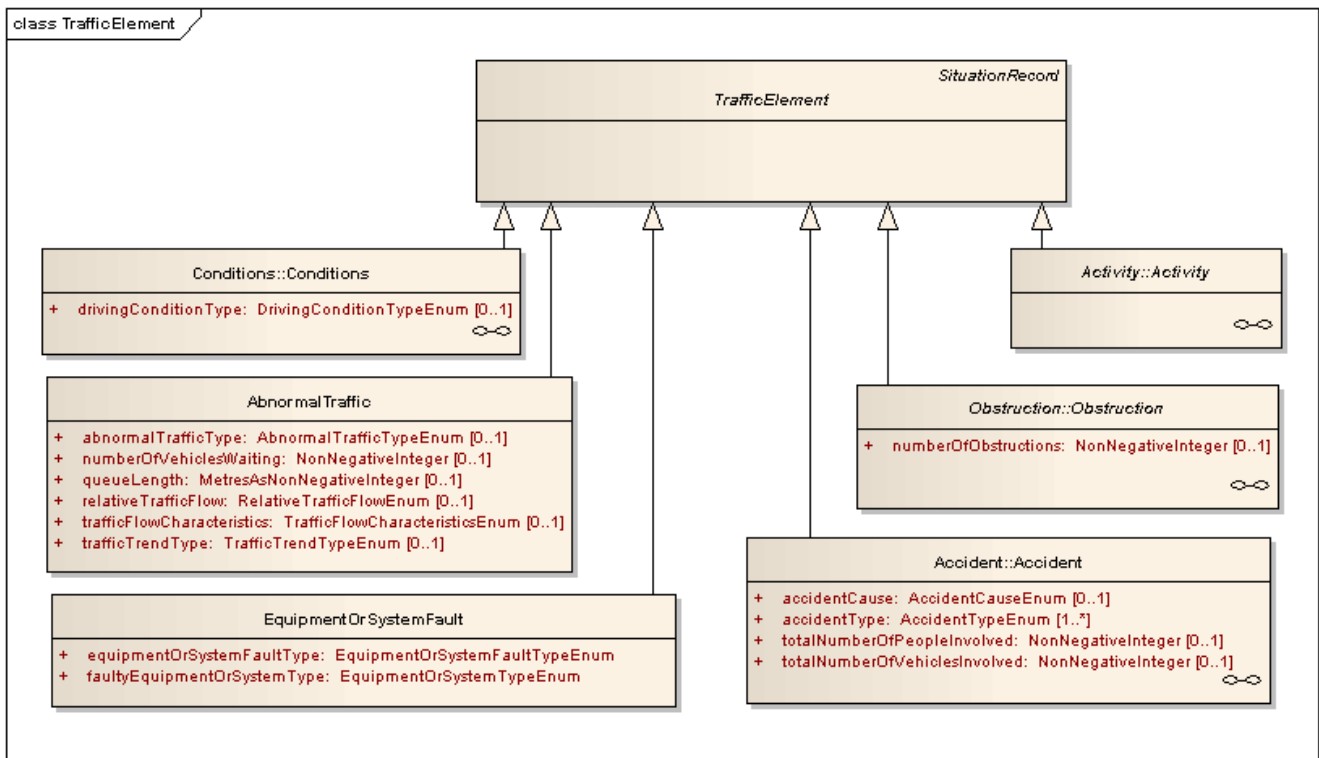 class TrafficElement
SituationRecord
TrafficElement
Conditions::Conditions
+ drivingConditionType: DrivingConditionTypeEnum [0..1]
Activity::Activity
AbnormalTraffic
+ abnormalTrafficType: AbnormalTrafficTypeEnum [0..1]
+ numberOfVehiclesWaiting: NonNegativeInteger [0..1]
+ queueLength: MetresAsNonNegativeInteger [0..1]
+ relativeTrafficFlow: RelativeTrafficFlowEnum [0..1]
+ trafficFlowCharacteristics: TrafficFlowCharacteristicsEnum [0..1]
+ trafficTrendType: TrafficTrendTypeEnum [0..1]
Obstruction::Obstruction
+ numberOfObstructions: NonNegativeInteger [0..1]
EquipmentOrSystemFault
+ equipmentOrSystemFaultType: EquipmentOrSystemFaultTypeEnum
+ faultyEquipmentOrSystemType: EquipmentOrSystemTypeEnum
Accident::Accident
+ accidentCause: AccidentCauseEnum [0..1]
+ accidentType: AccidentTypeEnum [1..*]
+ totalNumberOfPeopleInvolved: NonNegativeInteger [0..1]
+ totalNumberOfVehiclesInvolved: NonNegativeInteger [0..1]